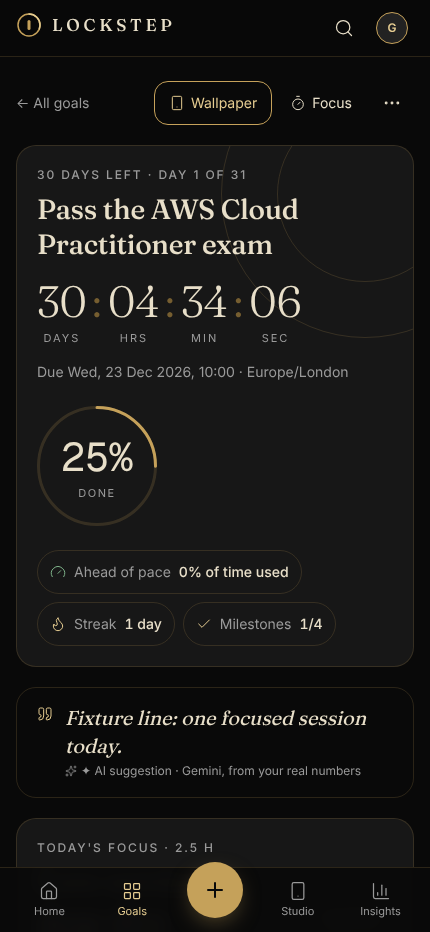 LOCKSTEP
G
← All goals
Wallpaper
Focus
30 DAYS LEFT · DAY 1 OF 31
Pass the AWS Cloud
Practitioner exam
30 : 04 : 34 : 06
DAYS HRS MIN SEC
Due Wed, 23 Dec 2026, 10:00 · Europe/London
25%
DONE
Ahead of pace 0% of time used
Streak 1 day
Milestones 1/4
Fixture line: one focused session
today.
✦ AI suggestion · Gemini, from your real numbers
TODAY'S FOCUS · 2.5 H
Home
Goals
Studio
Insights